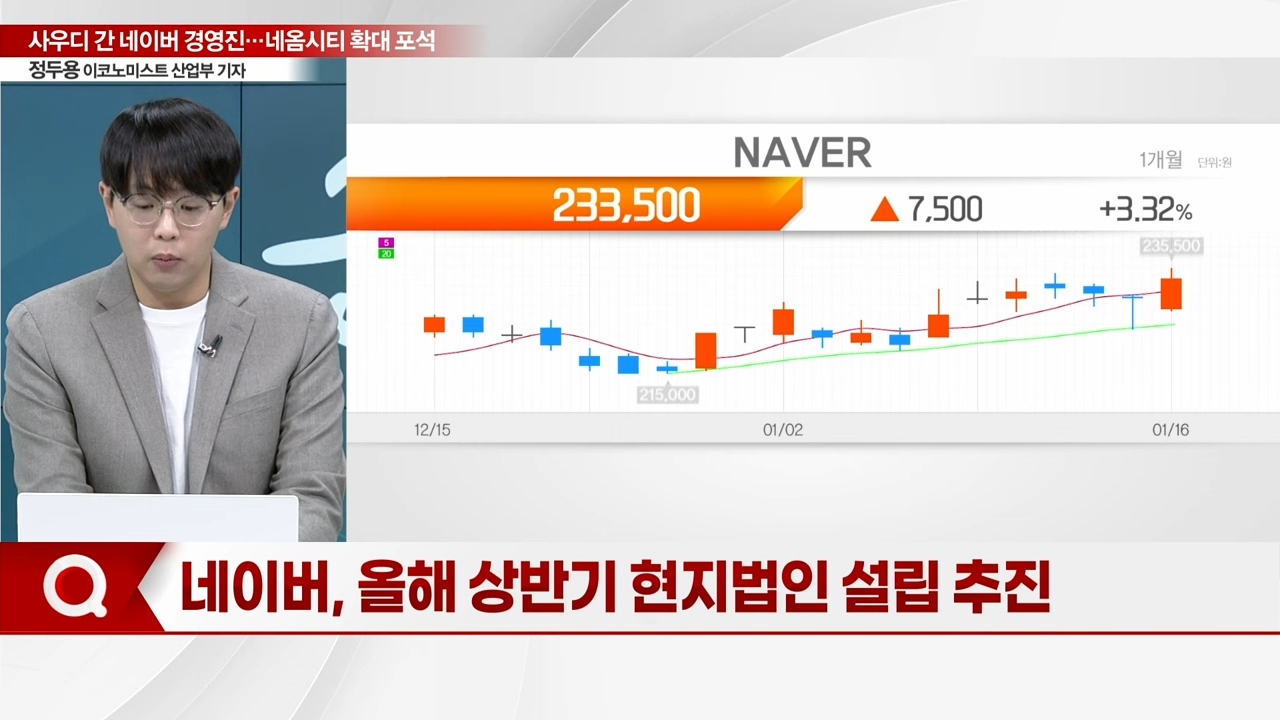 사우디 간 네이버 경영진…네옴시티 확대 포석
정두용 이코노미스트 산업부 기자
NAVER
1개월 단위:원
233,500 ▲ 7,500 +3.32%
5
20
235,500
215,000
12/15 01/02 01/16
네이버, 올해 상반기 현지법인 설립 추진